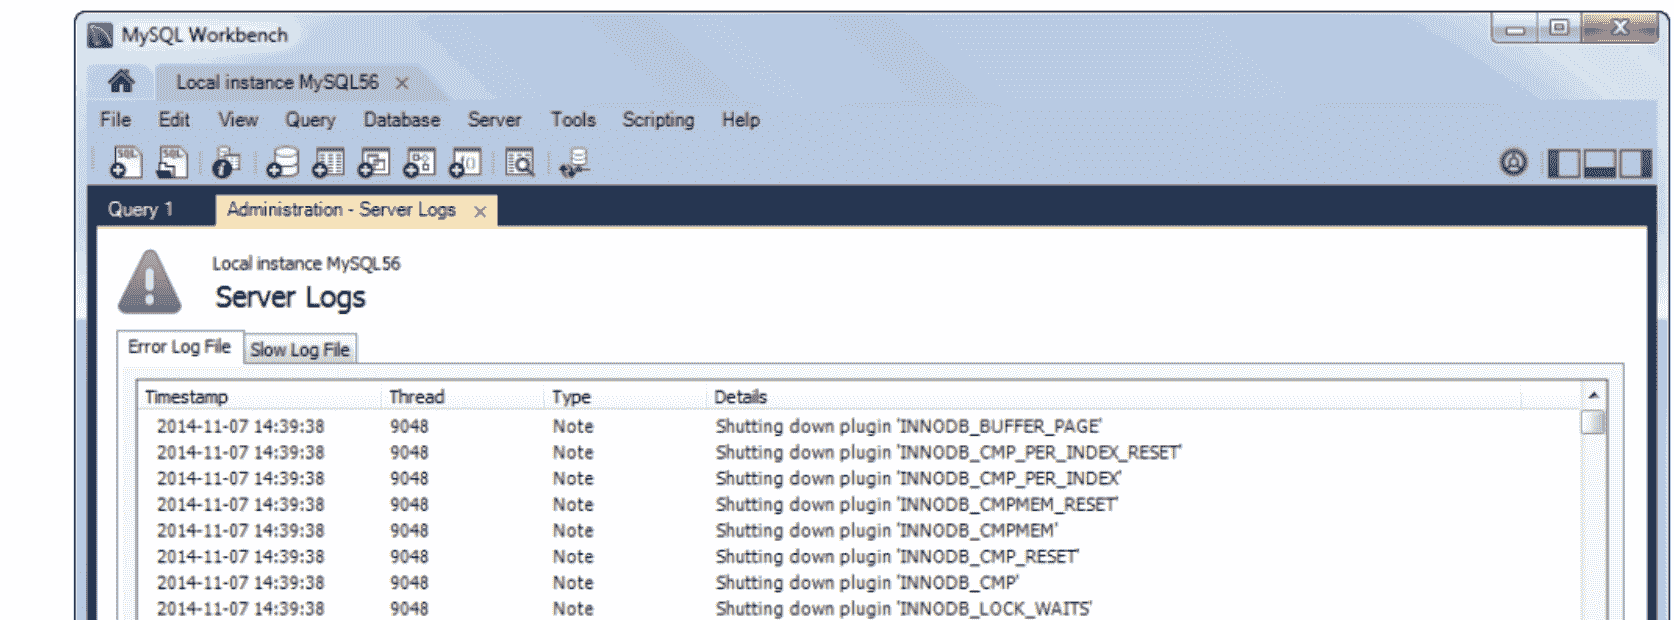 MySQL Workbench
Local instance MySQL56
File Edit View Query Database Server Tools Scripting Help
SQL SQL
Query 1 Administration - Server Logs
Local instance MySQL56
Server Logs
Error Log File Slow Log File
Timestamp Thread Type Details
2014-11-07 14:39:38 9048 Note Shutting down plugin 'INNODB_BUFFER_PAGE'
2014-11-07 14:39:38 9048 Note Shutting down plugin 'INNODB_CMP_PER_INDEX_RESET'
2014-11-07 14:39:38 9048 Note Shutting down plugin 'INNODB_CMP_PER_INDEX'
2014-11-07 14:39:38 9048 Note Shutting down plugin 'INNODB_CMPMEM_RESET'
2014-11-07 14:39:38 9048 Note Shutting down plugin 'INNODB_CMPMEM'
2014-11-07 14:39:38 9048 Note Shutting down plugin 'INNODB_CMP_RESET'
2014-11-07 14:39:38 9048 Note Shutting down plugin 'INNODB_CMP'
2014-11-07 14:39:38 9048 Note Shutting down plugin 'INNODB_LOCK_WAITS'